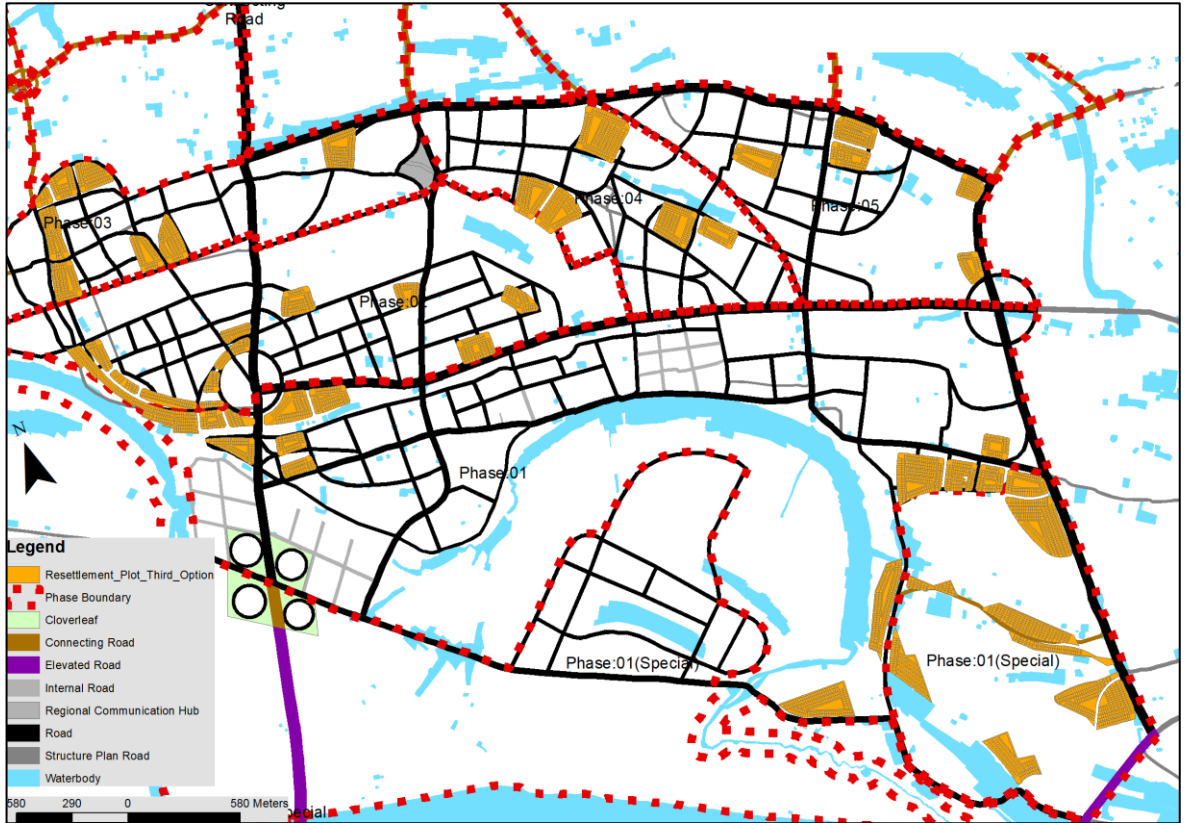 Road
Phase:03
Phase:04
Phase:05
Phase:02
Phase:01
N
Phase:01(Special)
Phase:01(Special)
Legend
Resettlement_Plot_Third_Option
Phase Boundary
Cloverleaf
Connecting Road
Elevated Road
Internal Road
Regional Communication Hub
Road
Structure Plan Road
Waterbody
580 290 0 580 Meters